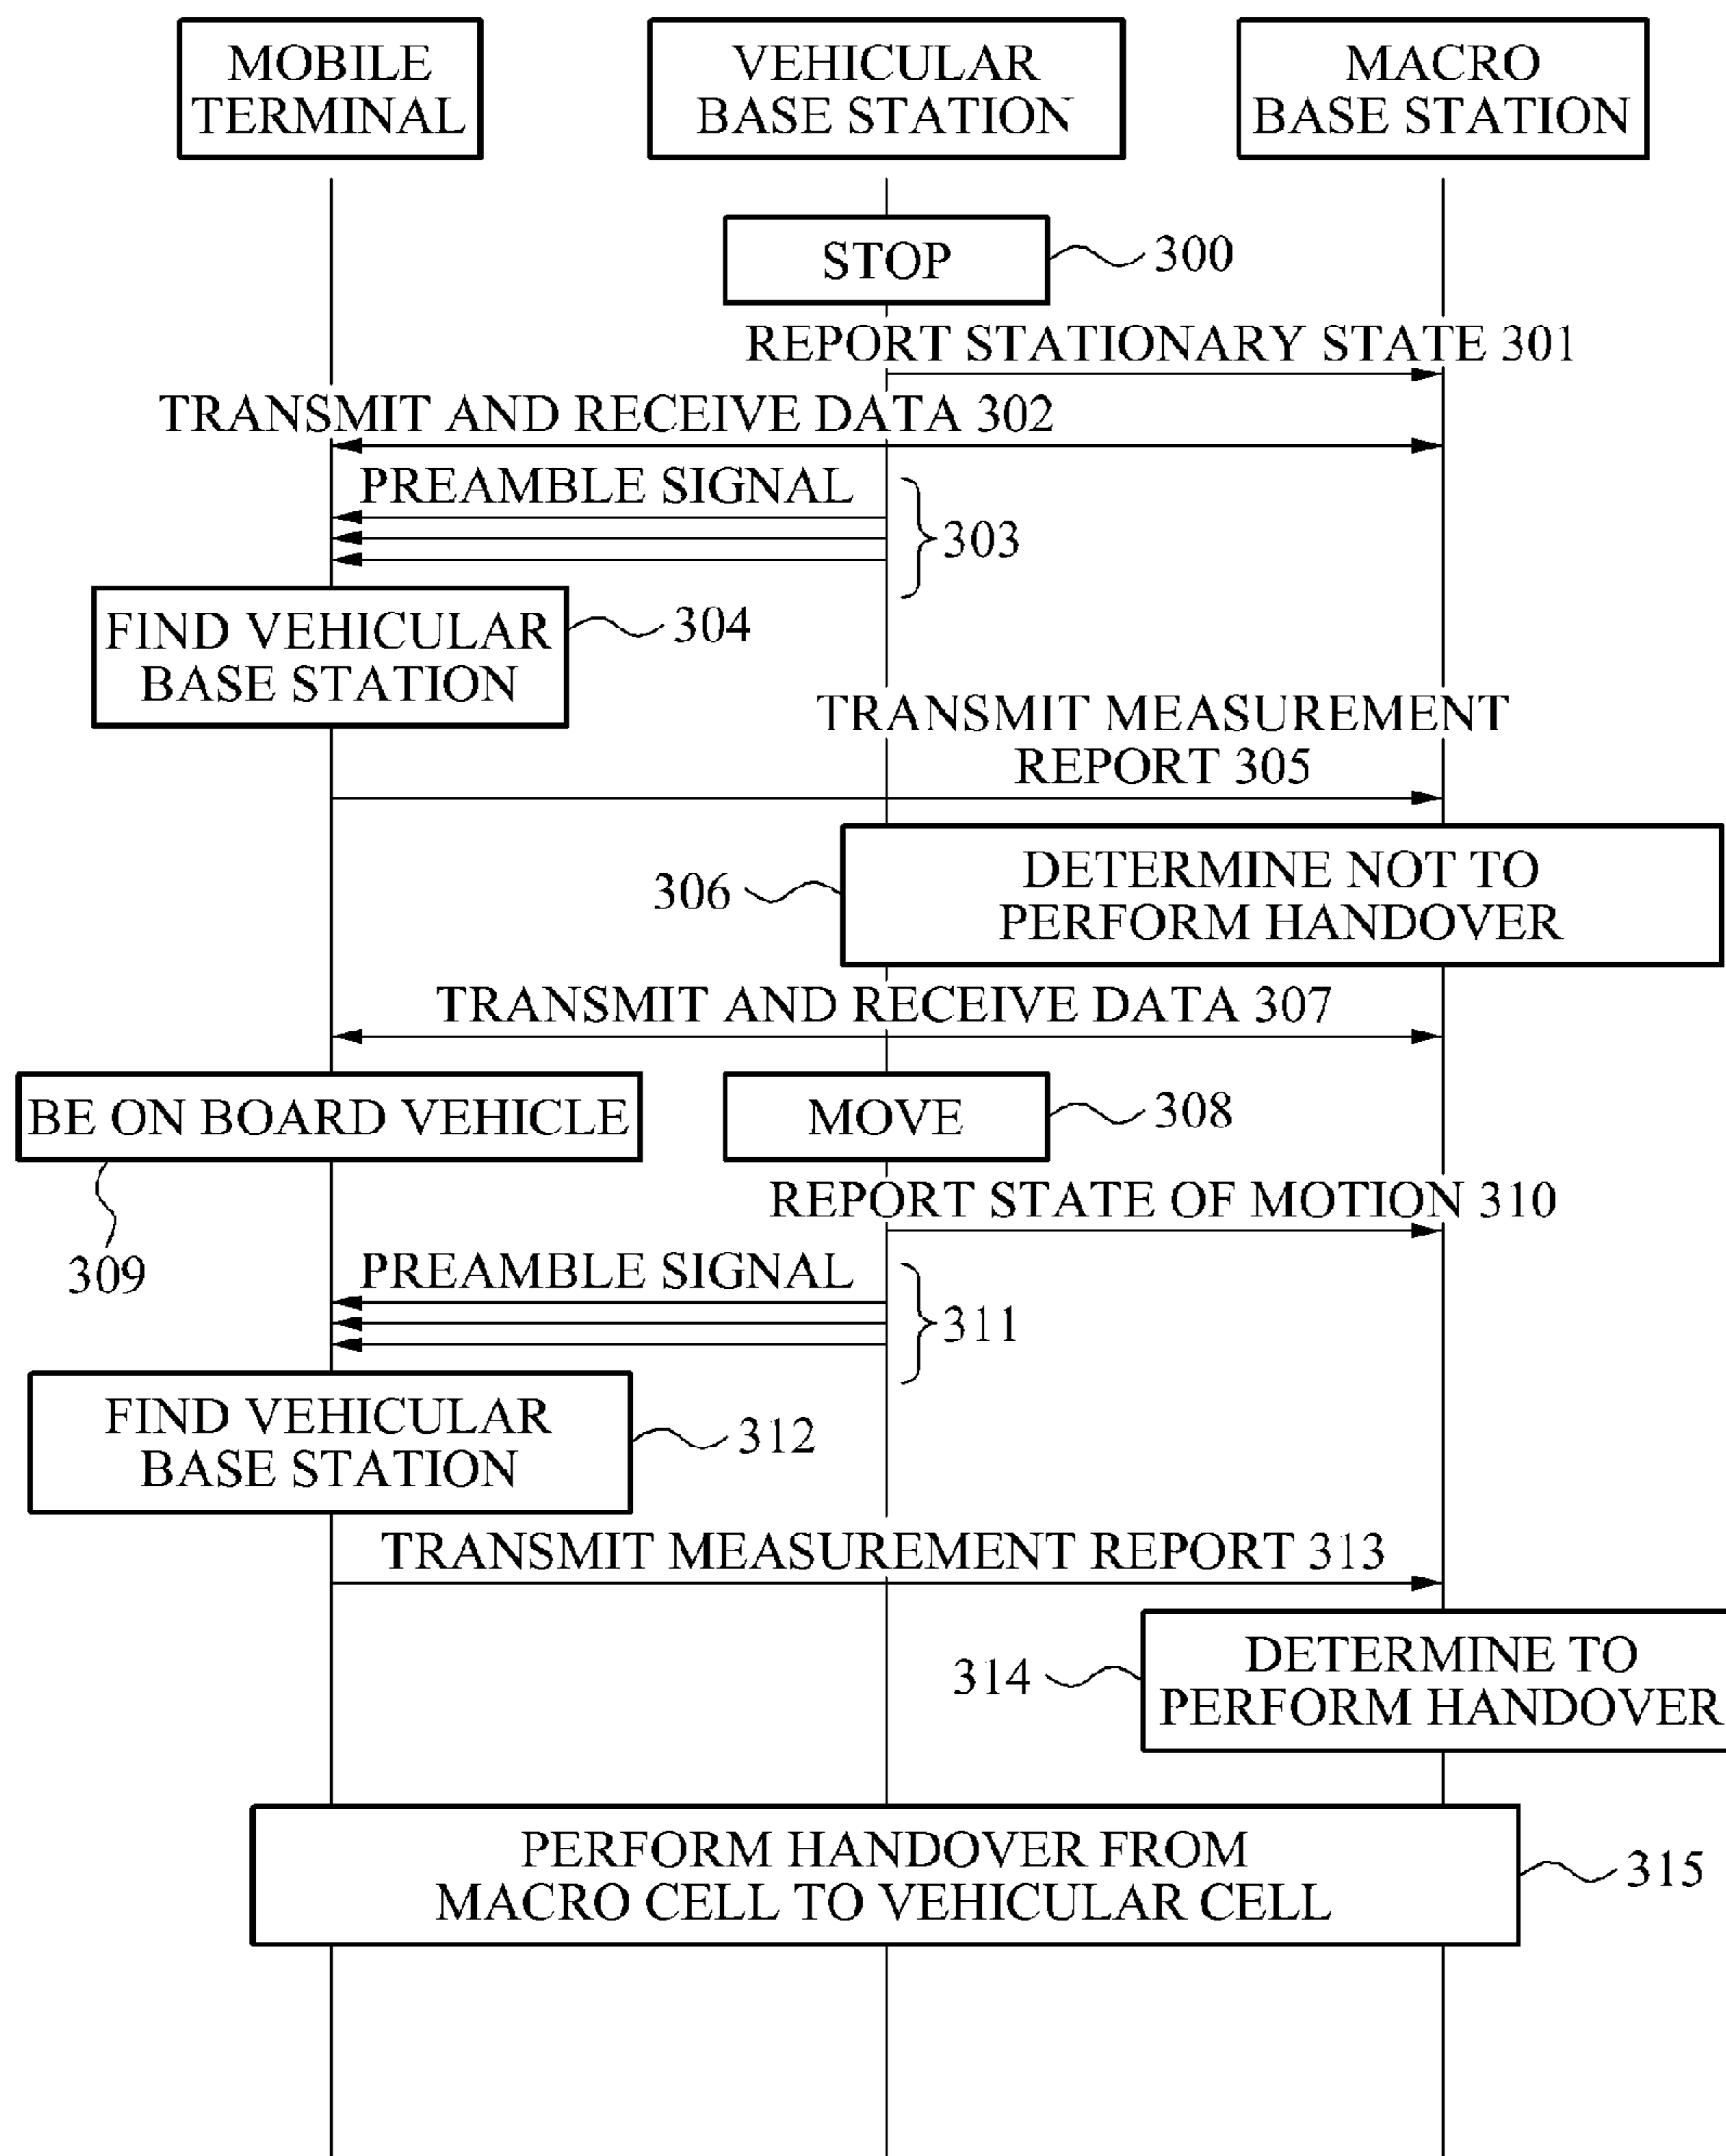 MOBILE
TERMINAL
VEHICULAR
BASE STATION
MACRO
BASE STATION
STOP
300
REPORT STATIONARY STATE 301
TRANSMIT AND RECEIVE DATA 302
PREAMBLE SIGNAL
303
FIND VEHICULAR
BASE STATION
304
TRANSMIT MEASUREMENT
REPORT 305
306
DETERMINE NOT TO
PERFORM HANDOVER
TRANSMIT AND RECEIVE DATA 307
BE ON BOARD VEHICLE
MOVE
308
309
REPORT STATE OF MOTION 310
PREAMBLE SIGNAL
311
FIND VEHICULAR
BASE STATION
312
TRANSMIT MEASUREMENT REPORT 313
314
DETERMINE TO
PERFORM HANDOVER
PERFORM HANDOVER FROM
MACRO CELL TO VEHICULAR CELL
315